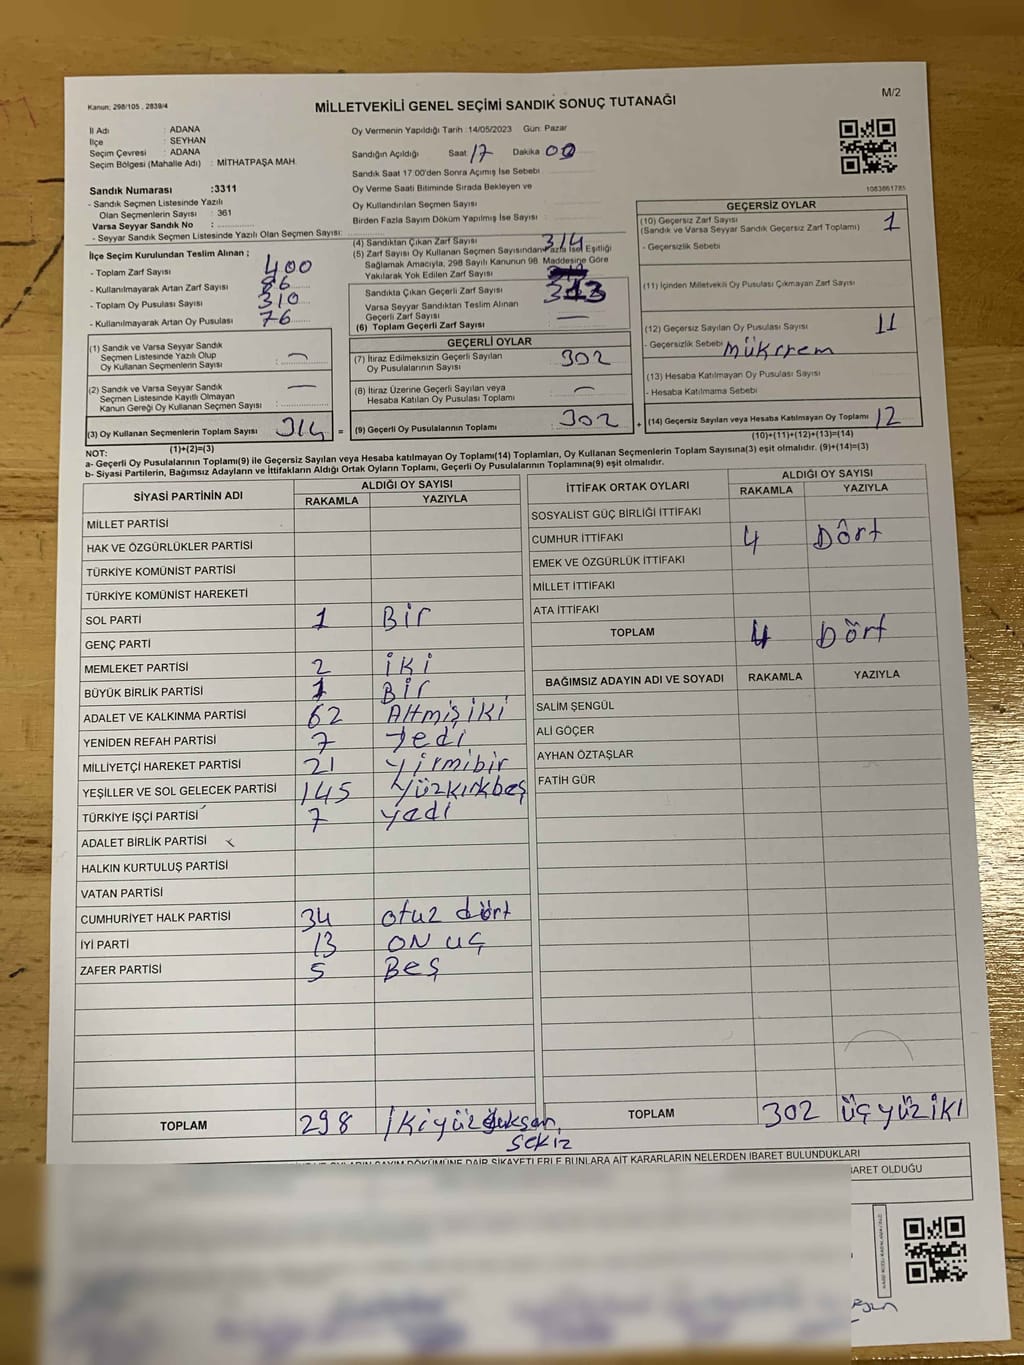 Kanun: 298/105 , 2839/4
M/2
MİLLETVEKİLİ GENEL SEÇİMİ SANDIK SONUÇ TUTANAĞI
İl Adı : ADANA
İlçe : SEYHAN
Seçim Çevresi : ADANA
Seçim Bölgesi (Mahalle Adı) : MİTHATPAŞA MAH.
Sandık Numarası :3311
- Sandık Seçmen Listesinde Yazılı
Olan Seçmenlerin Sayısı : 361
Varsa Seyyar Sandık No :
- Seyyar Sandık Seçmen Listesinde Yazılı Olan Seçmen Sayısı:
Oy Vermenin Yapıldığı Tarih :14/05/2023 Gün: Pazar
Sandığın Açıldığı Saat 17 Dakika 00
Sandık Saat 17:00'den Sonra Açımış İse Sebebi :
Oy Verme Saati Bitiminde Sırada Bekleyen ve
Oy Kullandırılan Seçmen Sayısı :
Birden Fazla Sayım Döküm Yapılmış İse Sayısı :
1083861785
İlçe Seçim Kurulundan Teslim Alınan ;
- Toplam Zarf Sayısı : 400
- Kullanılmayarak Artan Zarf Sayısı : 86
- Toplam Oy Pusulası Sayısı : 310
- Kullanılmayarak Artan Oy Pusulası : 76
(4) Sandıktan Çıkan Zarf Sayısı : 314
(5) Zarf Sayısı Oy Kullanan Seçmen Sayısından Fazla İse( Eşitliği
Sağlamak Amacıyla, 298 Sayılı Kanunun 98. Maddesine Göre
Yakılarak Yok Edilen Zarf Sayısı
Sandıkta Çıkan Geçerli Zarf Sayısı : 313
Varsa Seyyar Sandıktan Teslim Alınan
Geçerli Zarf Sayısı : —
(6) Toplam Geçerli Zarf Sayısı
GEÇERSİZ OYLAR
(10) Geçersiz Zarf Sayısı : 1
(Sandık ve Varsa Seyyar Sandık Geçersiz Zarf Toplamı)
- Geçersizlik Sebebi
(11) İçinden Milletvekili Oy Pusulası Çıkmayan Zarf Sayısı
(12) Geçersiz Sayılan Oy Pusulası Sayısı : 11
- Geçersizlik Sebebi mükrrem
(13) Hesaba Katılmayan Oy Pusulası Sayısı
- Hesaba Katılmama Sebebi
(14) Geçersiz Sayılan veya Hesaba Katılmayan Oy Toplamı 12
(10)+(11)+(12)+(13)=(14)
(1) Sandık ve Varsa Seyyar Sandık
Seçmen Listesinde Yazılı Olup
Oy Kullanan Seçmenlerin Sayısı : —
(2) Sandık ve Varsa Seyyar Sandık
Seçmen Listesinde Kayıtlı Olmayan
Kanun Gereği Oy Kullanan Seçmen Sayısı : —
(3) Oy Kullanan Seçmenlerin Toplam Sayısı 314 =
(1)+(2)=(3)
GEÇERLİ OYLAR
(7) İtiraz Edilmeksizin Geçerli Sayılan
Oy Pusulalarının Sayısı : 302
(8) İtiraz Üzerine Geçerli Sayılan veya
Hesaba Katılan Oy Pusulası Toplamı : —
(9) Geçerli Oy Pusulalarının Toplamı 302 +
NOT:
a- Geçerli Oy Pusulalarının Toplamı(9) ile Geçersiz Sayılan veya Hesaba katılmayan Oy Toplamı(14) Toplamları, Oy Kullanan Seçmenlerin Toplam Sayısına(3) eşit olmalıdır. (9)+(14)=(3)
b- Siyasi Partilerin, Bağımsız Adayların ve İttifakların Aldığı Ortak Oyların Toplamı, Geçerli Oy Pusulalarının Toplamına(9) eşit olmalıdır.
SİYASİ PARTİNİN ADI ALDIĞI OY SAYISI
RAKAMLA YAZIYLA
MİLLET PARTİSİ
HAK VE ÖZGÜRLÜKLER PARTİSİ
TÜRKİYE KOMÜNİST PARTİSİ
TÜRKİYE KOMÜNİST HAREKETİ
SOL PARTİ 1 Bir
GENÇ PARTİ
MEMLEKET PARTİSİ 2 iki
BÜYÜK BİRLİK PARTİSİ 1 Bir
ADALET VE KALKINMA PARTİSİ 62 Altmişiki
YENİDEN REFAH PARTİSİ 7 Yedi
MİLLİYETÇİ HAREKET PARTİSİ 21 Yirmibir
YEŞİLLER VE SOL GELECEK PARTİSİ 145 Yüzkırkbeş
TÜRKİYE İŞÇİ PARTİSİ 7 yedi
ADALET BİRLİK PARTİSİ
HALKIN KURTULUŞ PARTİSİ
VATAN PARTİSİ
CUMHURİYET HALK PARTİSİ 34 otuz dört
İYİ PARTİ 13 ON UÇ
ZAFER PARTİSİ 5 Beş
TOPLAM 298 İkiyüz
sekiz
İTTİFAK ORTAK OYLARI ALDIĞI OY SAYISI
RAKAMLA YAZIYLA
SOSYALİST GÜÇ BİRLİĞİ İTTİFAKI
CUMHUR İTTİFAKI 4 Dört
EMEK VE ÖZGÜRLÜK İTTİFAKI
MİLLET İTTİFAKI
ATA İTTİFAKI
TOPLAM 4 Dört
BAĞIMSIZ ADAYIN ADI VE SOYADI RAKAMLA YAZIYLA
SALİM ŞENGÜL
ALİ GÖÇER
AYHAN ÖZTAŞLAR
FATİH GÜR
TOPLAM 302 üçyüz iki
DÖKÜMÜNE DAİR ŞİKAYETLERLE BUNLARA AİT KARARLARIN NELERDEN İBARET BULUNDUKLARI
BARET OLDUĞU